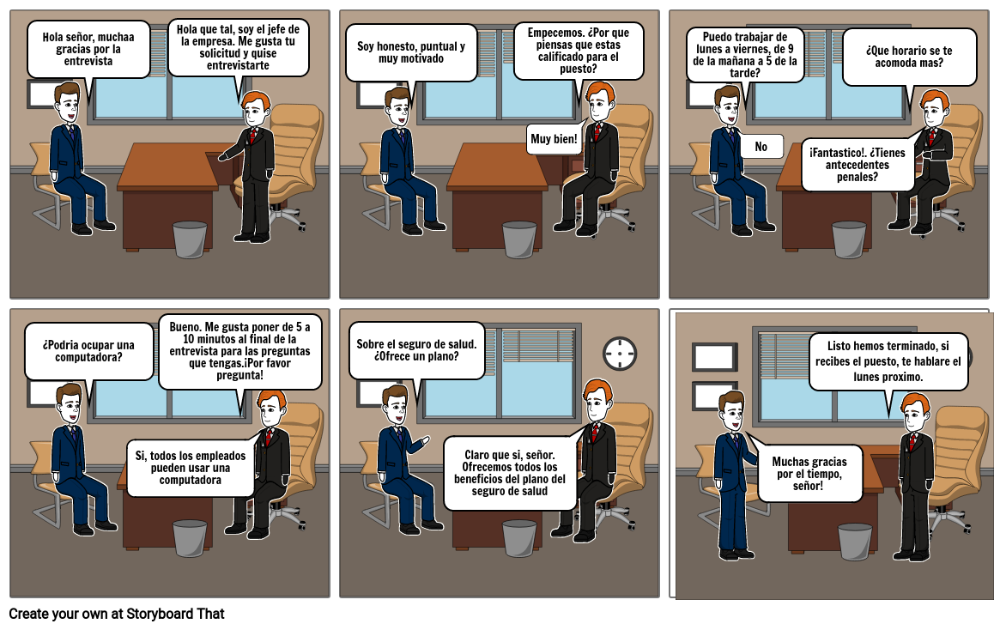 Hola señor, muchaa
gracias por la
entrevista
Hola que tal, soy el jefe de
la empresa. Me gusta tu
solicitud y quise
entrevistarte
Empecemos. ¿Por que
piensas que estas
calificado para el
puesto?
Soy honesto, puntual y
muy motivado
Muy bien!
¿Que horario se te
acomoda mas?
Puedo trabajar de
lunes a viernes, de 9
de la mañana a 5 de la
tarde?
¡Fantastico!. ¿Tienes
antecedentes
penales?
No
Bueno. Me gusta poner de 5 a
10 minutos al final de la
entrevista para las preguntas
que tengas.¡Por favor
pregunta!
¿Podria ocupar una
computadora?
Si, todos los empleados
pueden usar una
computadora
Sobre el seguro de salud.
¿Ofrece un plano?
Claro que si, señor.
Ofrecemos todos los
beneficios del plano del
seguro de salud
Listo hemos terminado, si
recibes el puesto, te hablare el
lunes proximo.
Muchas gracias
por el tiempo,
señor!
Create your own at Storyboard That